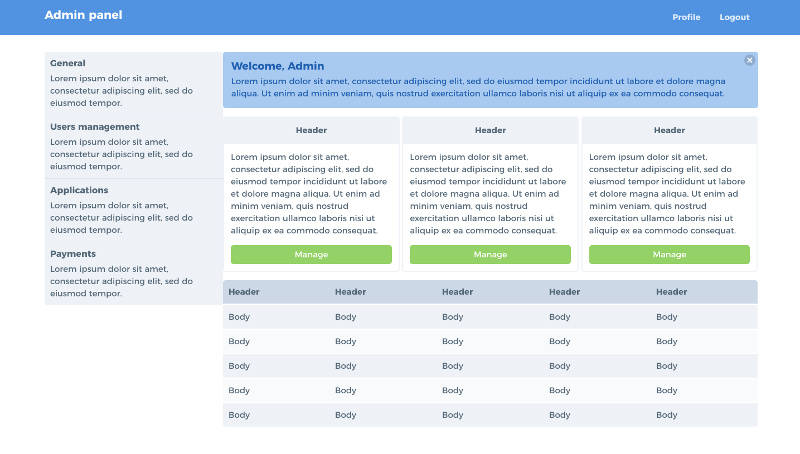 Admin panel
Profile
Logout
General
Lorem ipsum dolor sit amet,
consectetur adipiscing elit, sed do
eiusmod tempor.
Users management
Lorem ipsum dolor sit amet,
consectetur adipiscing elit, sed do
eiusmod tempor.
Applications
Lorem ipsum dolor sit amet,
consectetur adipiscing elit, sed do
eiusmod tempor.
Payments
Lorem ipsum dolor sit amet,
consectetur adipiscing elit, sed do
eiusmod tempor.
Welcome, Admin
Lorem ipsum dolor sit amet, consectetur adipiscing elit, sed do eiusmod tempor incididunt ut labore et dolore magna
aliqua. Ut enim ad minim veniam, quis nostrud exercitation ullamco laboris nisi ut aliquip ex ea commodo consequat.
Header
Lorem ipsum dolor sit amet,
consectetur adipiscing elit, sed do
eiusmod tempor incididunt ut labore
et dolore magna aliqua. Ut enim ad
minim veniam, quis nostrud
exercitation ullamco laboris nisi ut
aliquip ex ea commodo consequat.
Manage
Header
Lorem ipsum dolor sit amet,
consectetur adipiscing elit, sed do
eiusmod tempor incididunt ut labore
et dolore magna aliqua. Ut enim ad
minim veniam, quis nostrud
exercitation ullamco laboris nisi ut
aliquip ex ea commodo consequat.
Manage
Header
Lorem ipsum dolor sit amet,
consectetur adipiscing elit, sed do
eiusmod tempor incididunt ut labore
et dolore magna aliqua. Ut enim ad
minim veniam, quis nostrud
exercitation ullamco laboris nisi ut
aliquip ex ea commodo consequat.
Manage
Header Header Header Header Header
Body Body Body Body Body
Body Body Body Body Body
Body Body Body Body Body
Body Body Body Body Body
Body Body Body Body Body